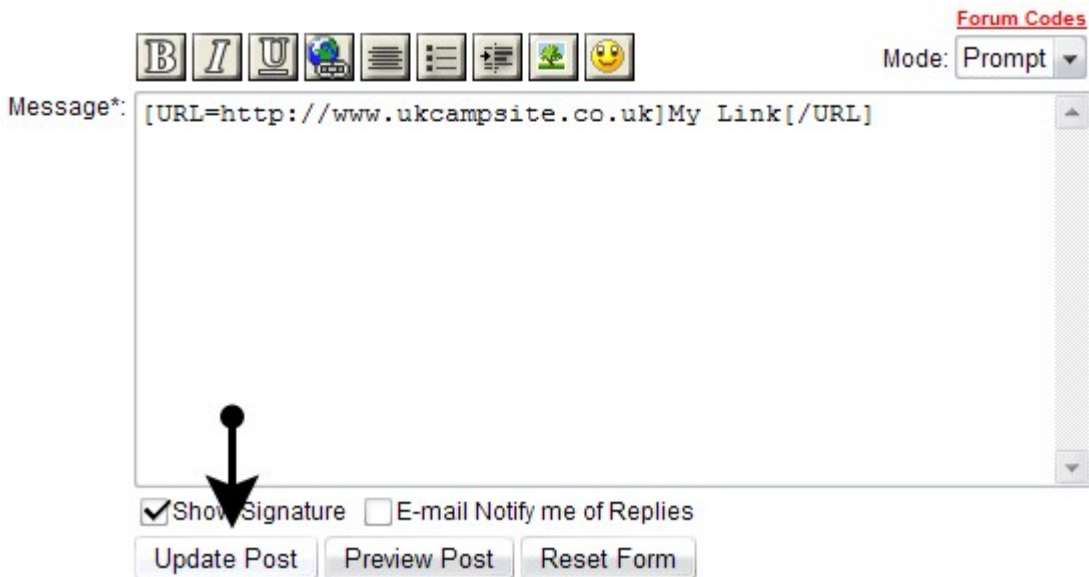 Forum Codes
B I U
Mode: Prompt
Message*: [URL=http://www.ukcampsite.co.uk]My Link[/URL]
Show Signature E-mail Notify me of Replies
Update Post Preview Post Reset Form